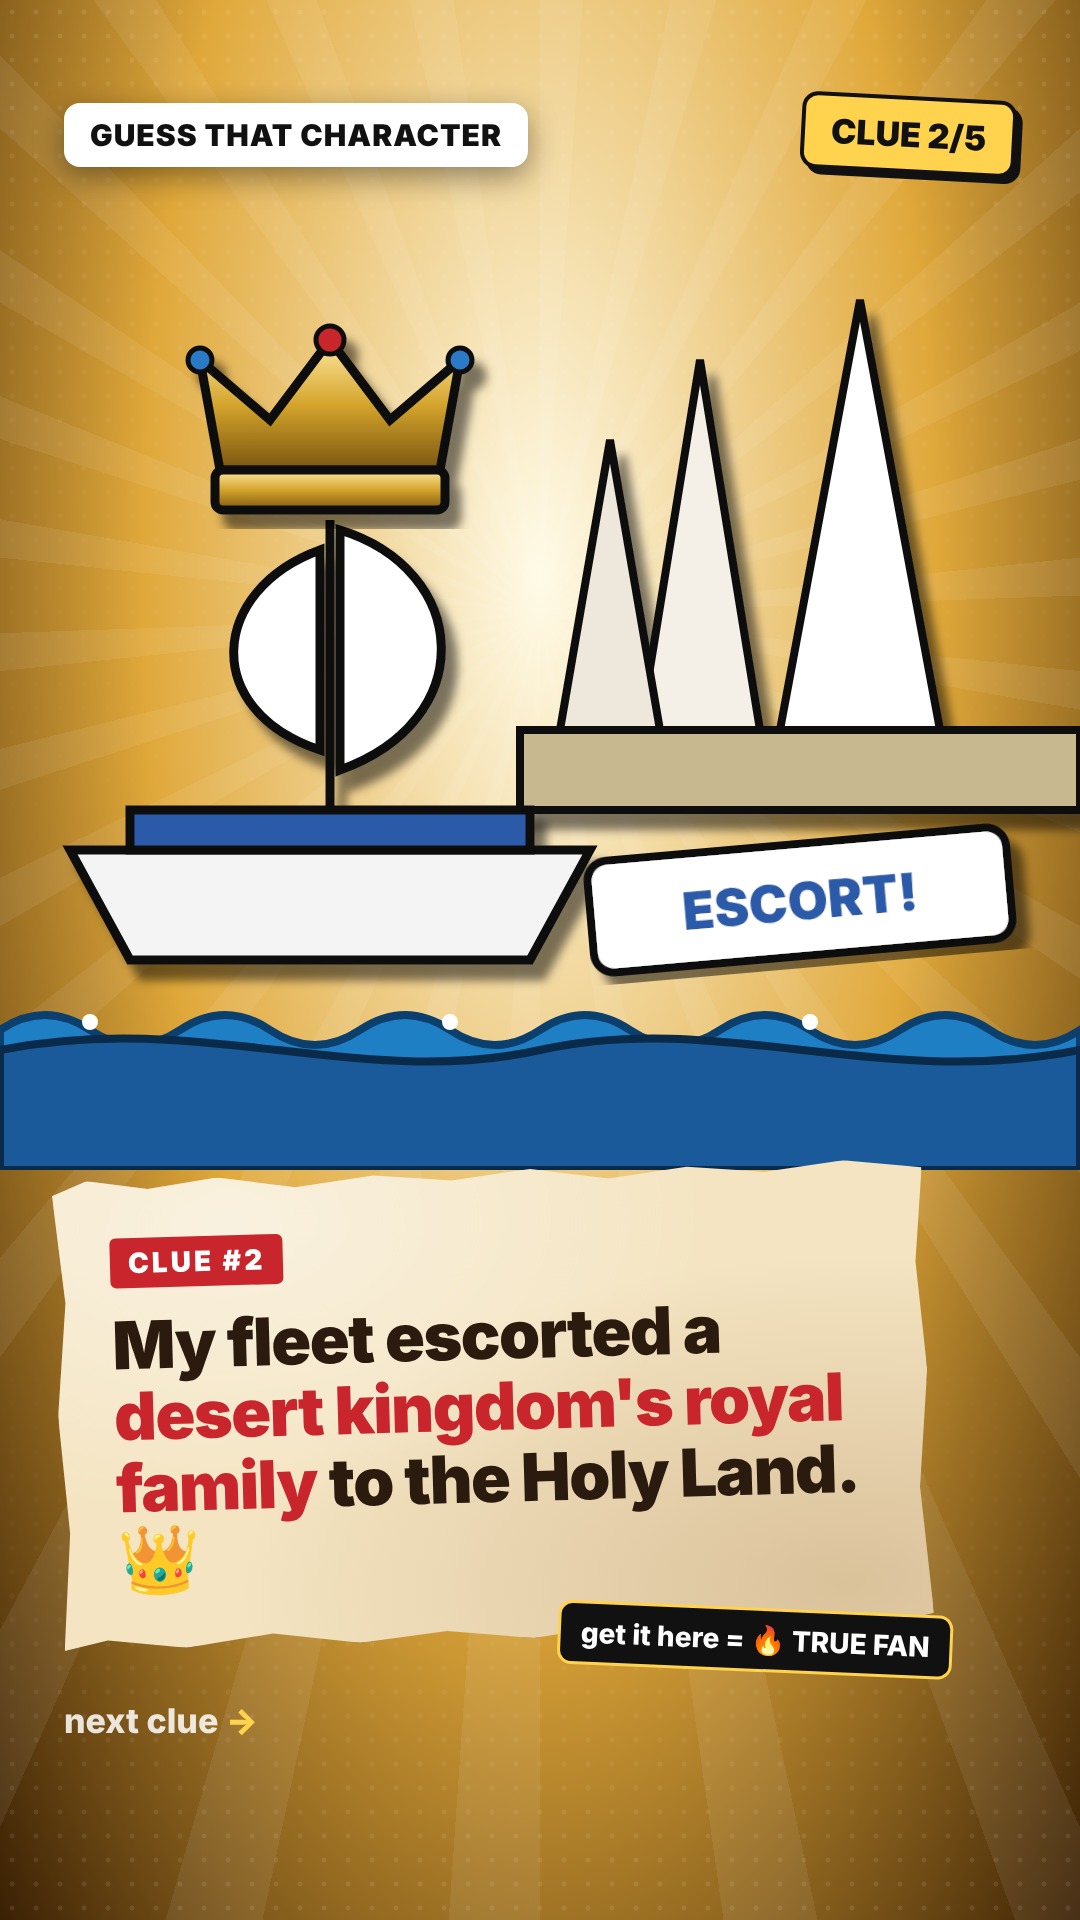 GUESS THAT CHARACTER
CLUE 2/5
ESCORT!
CLUE #2
My fleet escorted a
desert kingdom's royal
family to the Holy Land.
👑
get it here = 🔥 TRUE FAN
next clue →